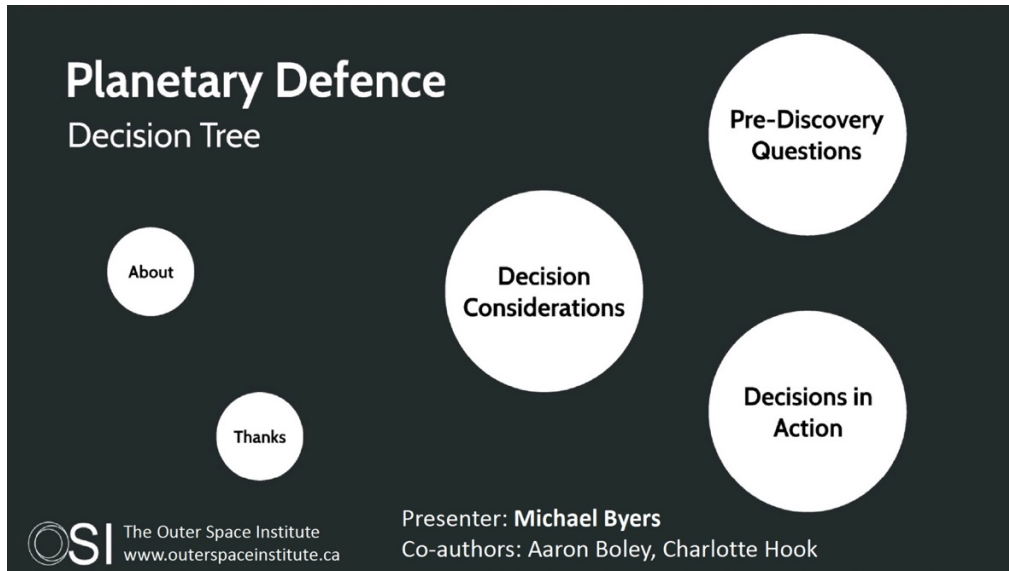 Planetary Defence
Decision Tree
Pre-Discovery
Questions
About
Decision
Considerations
Decisions in
Action
Thanks
OSI
The Outer Space Institute
www.outerspaceinstitute.ca
Presenter: Michael Byers
Co-authors: Aaron Boley, Charlotte Hook